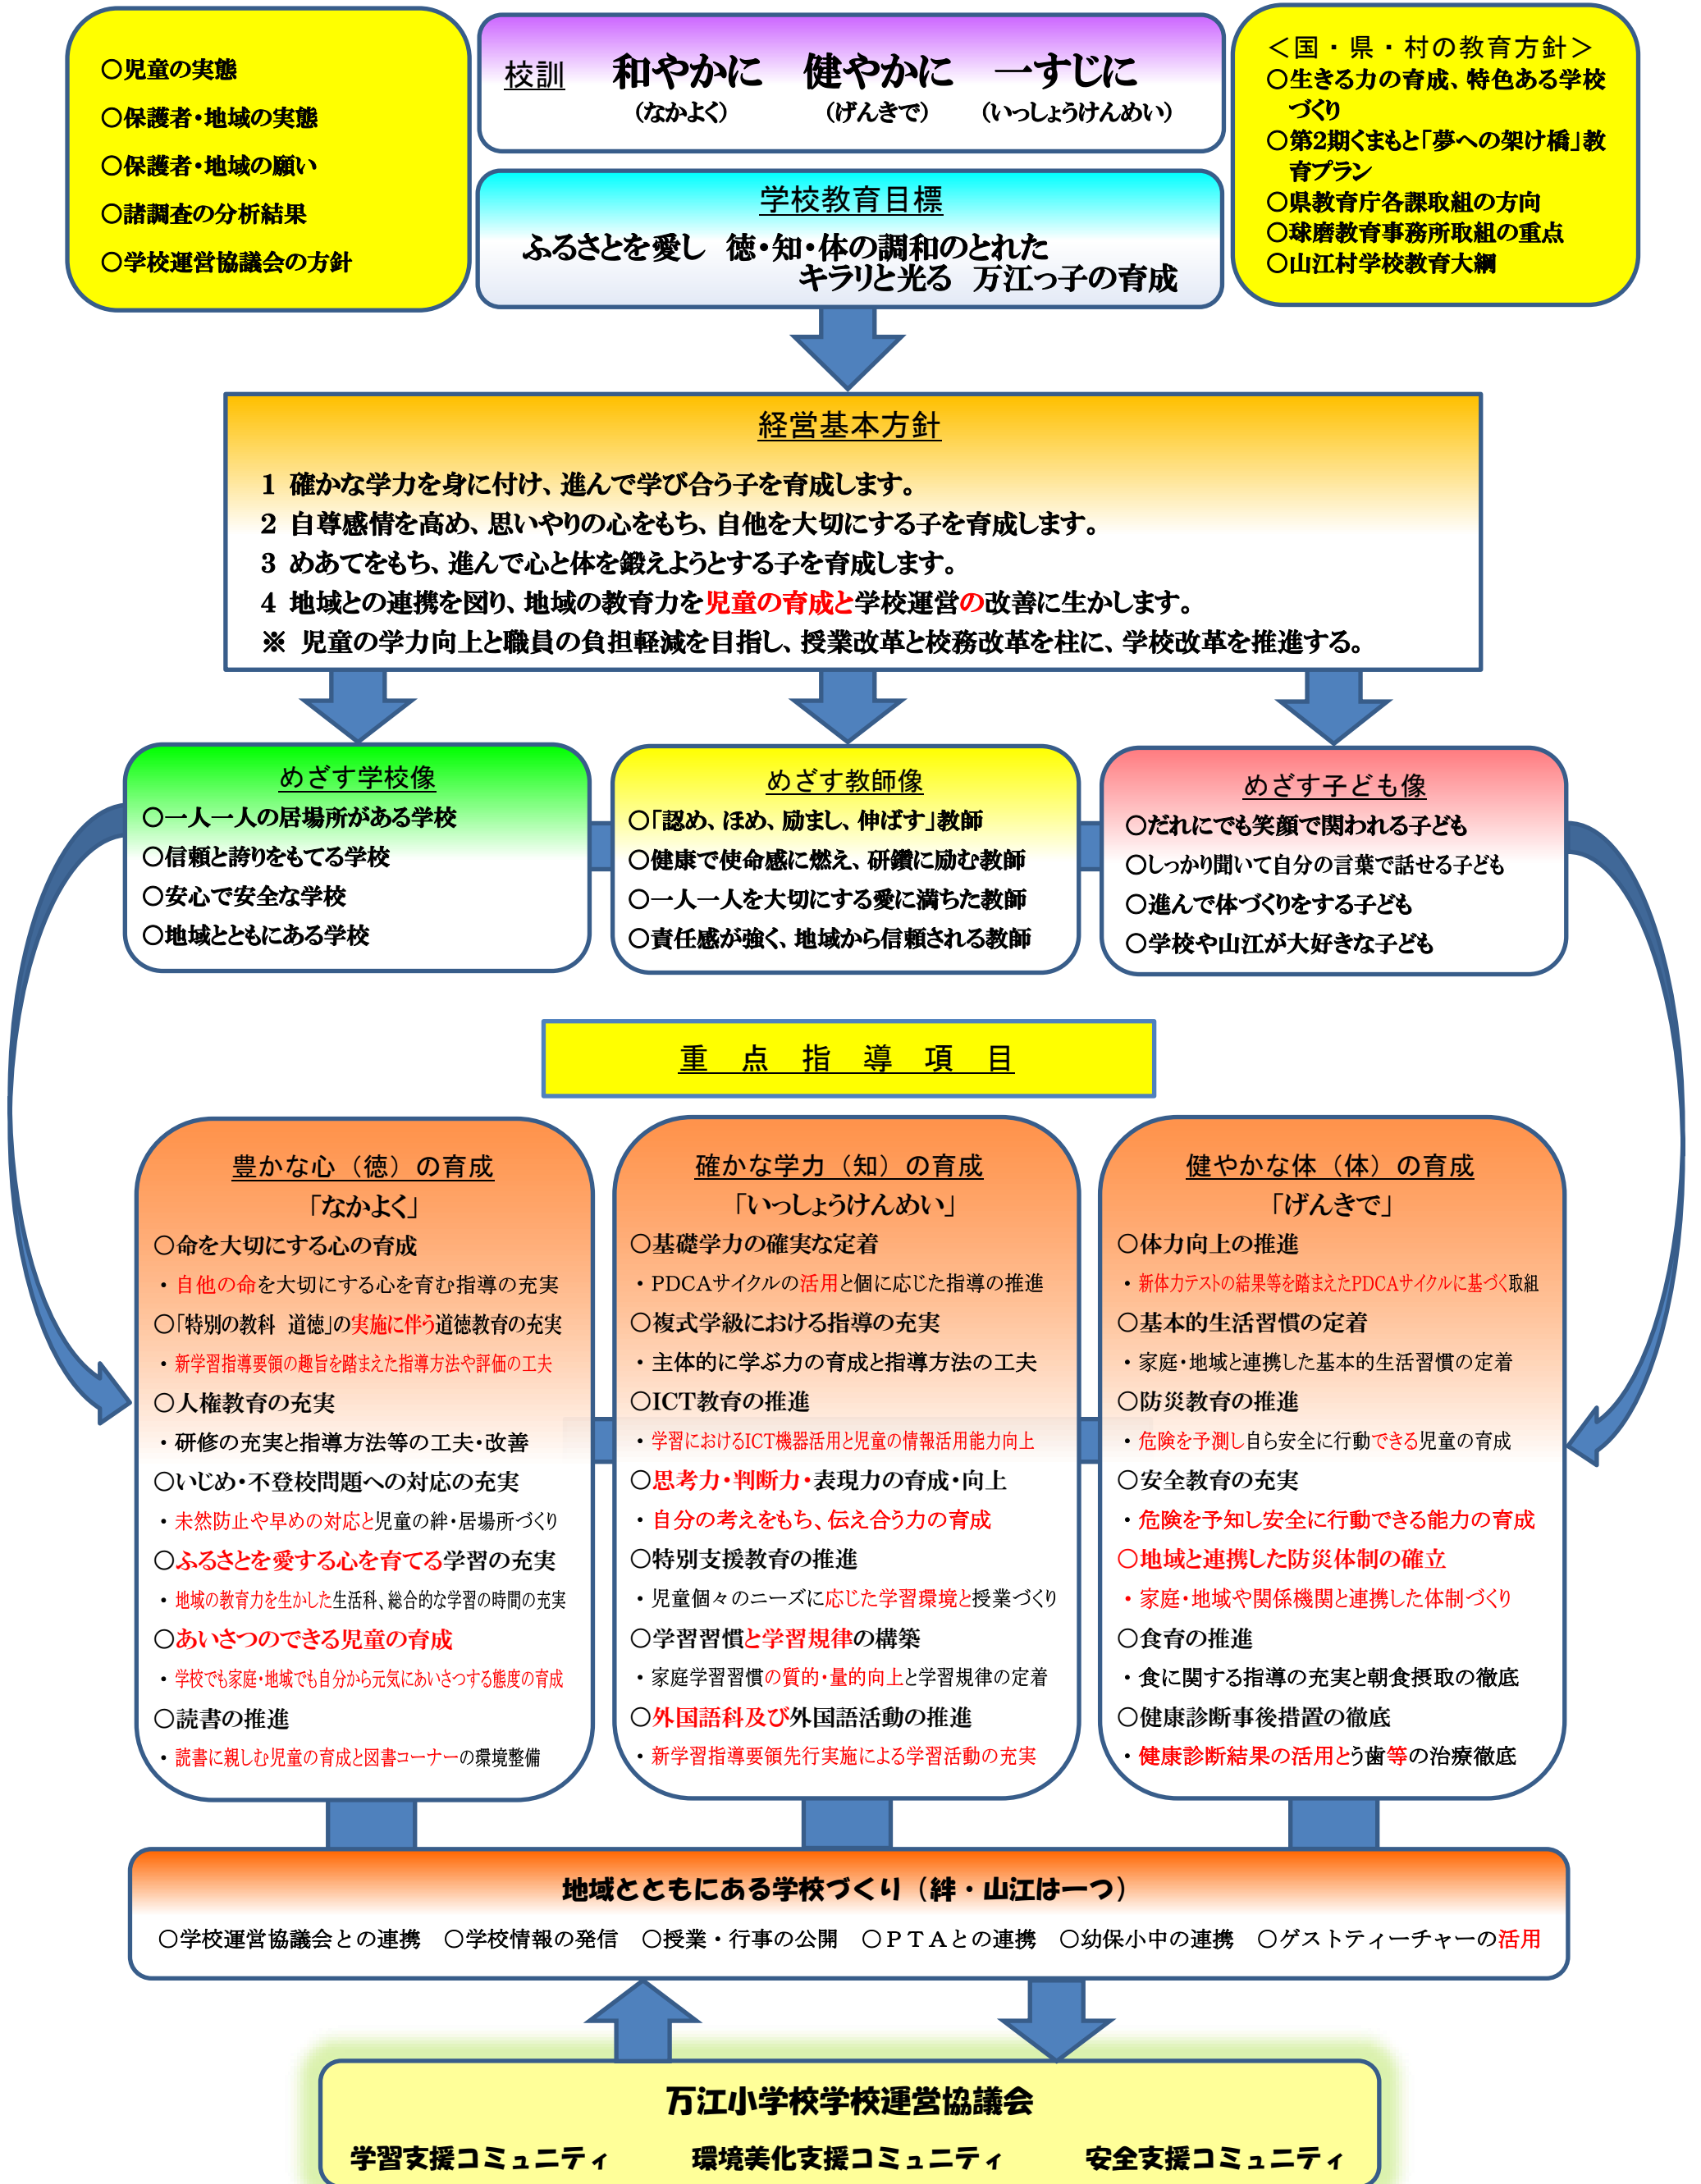 ○児童の実態
○保護者・地域の実態
○保護者・地域の願い
○諸調査の分析結果
○学校運営協議会の方針
校訓　和やかに　健やかに　一すじに
（なかよく）　（げんきで）　（いっしょうけんめい）
学校教育目標
ふるさとを愛し　徳・知・体の調和のとれた
キラリと光る　万江っ子の育成
＜国・県・村の教育方針＞
○生きる力の育成、特色ある学校
づくり
○第2期くまもと「夢への架け橋」教
育プラン
○県教育庁各課取組の方向
○球磨教育事務所取組の重点
○山江村学校教育大綱
経営基本方針
1 確かな学力を身に付け、進んで学び合う子を育成します。
2 自尊感情を高め、思いやりの心をもち、自他を大切にする子を育成します。
3 めあてをもち、進んで心と体を鍛えようとする子を育成します。
4 地域との連携を図り、地域の教育力を児童の育成と学校運営の改善に生かします。
※ 児童の学力向上と職員の負担軽減を目指し、授業改革と校務改革を柱に、学校改革を推進する。
めざす学校像
○一人一人の居場所がある学校
○信頼と誇りをもてる学校
○安心で安全な学校
○地域とともにある学校
めざす教師像
○「認め、ほめ、励まし、伸ばす」教師
○健康で使命感に燃え、研鑽に励む教師
○一人一人を大切にする愛に満ちた教師
○責任感が強く、地域から信頼される教師
めざす子ども像
○だれにでも笑顔で関われる子ども
○しっかり聞いて自分の言葉で話せる子ども
○進んで体づくりをする子ども
○学校や山江が大好きな子ども
重　点　指　導　項　目
豊かな心（徳）の育成
「なかよく」
○命を大切にする心の育成
・自他の命を大切にする心を育む指導の充実
○「特別の教科　道徳」の実施に伴う道徳教育の充実
・新学習指導要領の趣旨を踏まえた指導方法や評価の工夫
○人権教育の充実
・研修の充実と指導方法等の工夫・改善
○いじめ・不登校問題への対応の充実
・未然防止や早めの対応と児童の絆・居場所づくり
○ふるさとを愛する心を育てる学習の充実
・地域の教育力を生かした生活科、総合的な学習の時間の充実
○あいさつのできる児童の育成
・学校でも家庭・地域でも自分から元気にあいさつする態度の育成
○読書の推進
・読書に親しむ児童の育成と図書コーナーの環境整備
確かな学力（知）の育成
「いっしょうけんめい」
○基礎学力の確実な定着
・PDCAサイクルの活用と個に応じた指導の推進
○複式学級における指導の充実
・主体的に学ぶ力の育成と指導方法の工夫
○ICT教育の推進
・学習におけるICT機器活用と児童の情報活用能力向上
○思考力・判断力・表現力の育成・向上
・自分の考えをもち、伝え合う力の育成
○特別支援教育の推進
・児童個々のニーズに応じた学習環境と授業づくり
○学習習慣と学習規律の構築
・家庭学習習慣の質的・量的向上と学習規律の定着
○外国語科及び外国語活動の推進
・新学習指導要領先行実施による学習活動の充実
健やかな体（体）の育成
「げんきで」
○体力向上の推進
・新体力テストの結果等を踏まえたPDCAサイクルに基づく取組
○基本的生活習慣の定着
・家庭・地域と連携した基本的生活習慣の定着
○防災教育の推進
・危険を予測し自ら安全に行動できる児童の育成
○安全教育の充実
・危険を予知し安全に行動できる能力の育成
○地域と連携した防災体制の確立
・家庭・地域や関係機関と連携した体制づくり
○食育の推進
・食に関する指導の充実と朝食摂取の徹底
○健康診断事後措置の徹底
・健康診断結果の活用とう歯等の治療徹底
地域とともにある学校づくり（絆・山江は一つ）
○学校運営協議会との連携　○学校情報の発信　○授業・行事の公開　○ＰＴＡとの連携　○幼保小中の連携　○ゲストティーチャーの活用
万江小学校学校運営協議会
学習支援コミュニティ　環境美化支援コミュニティ　安全支援コミュニティ